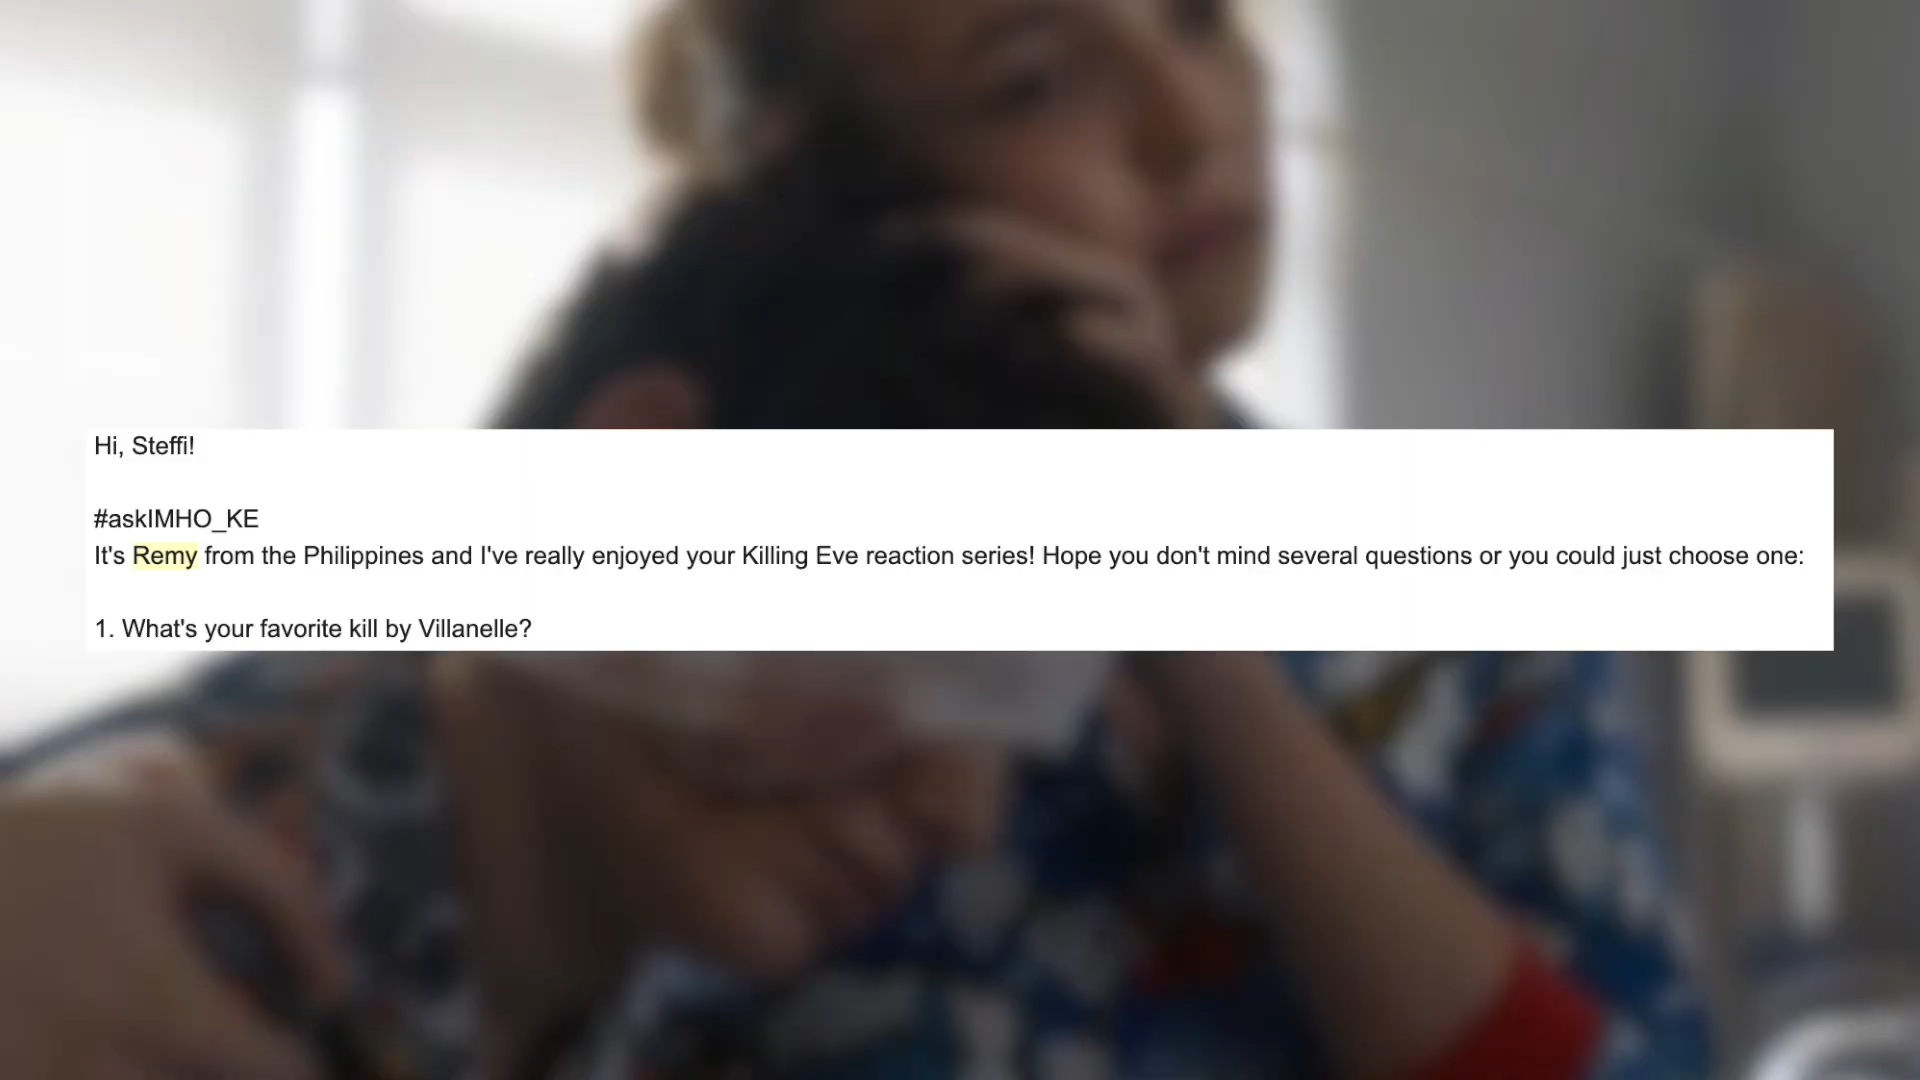 Hi, Steffi!
#askIMHO_KE
It's Remy from the Philippines and I've really enjoyed your Killing Eve reaction series! Hope you don't mind several questions or you could just choose one:
1. What's your favorite kill by Villanelle?